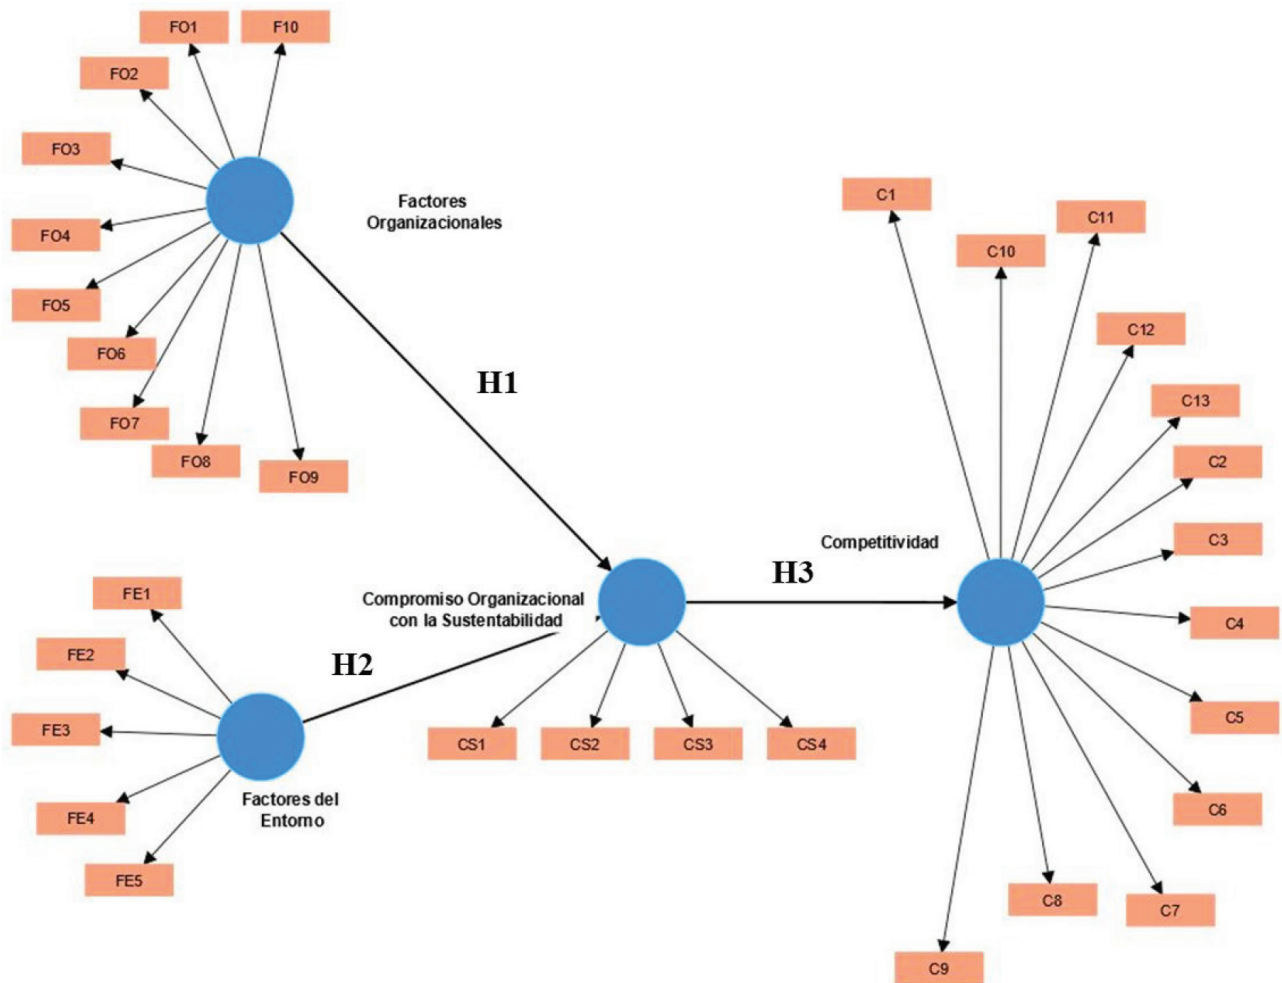 FO1
F10
FO2
FO3
FO4
FO5
FO6
FO7
FO8
FO9
Factores
Organizacionales
H1
C1
C10
C11
C12
C13
C2
C3
C4
C5
C6
C7
C8
C9
Competitividad
H3
Compromiso Organizacional
con la Sustentabilidad
H2
CS1
CS2
CS3
CS4
FE1
FE2
FE3
FE4
FE5
Factores del
Entorno